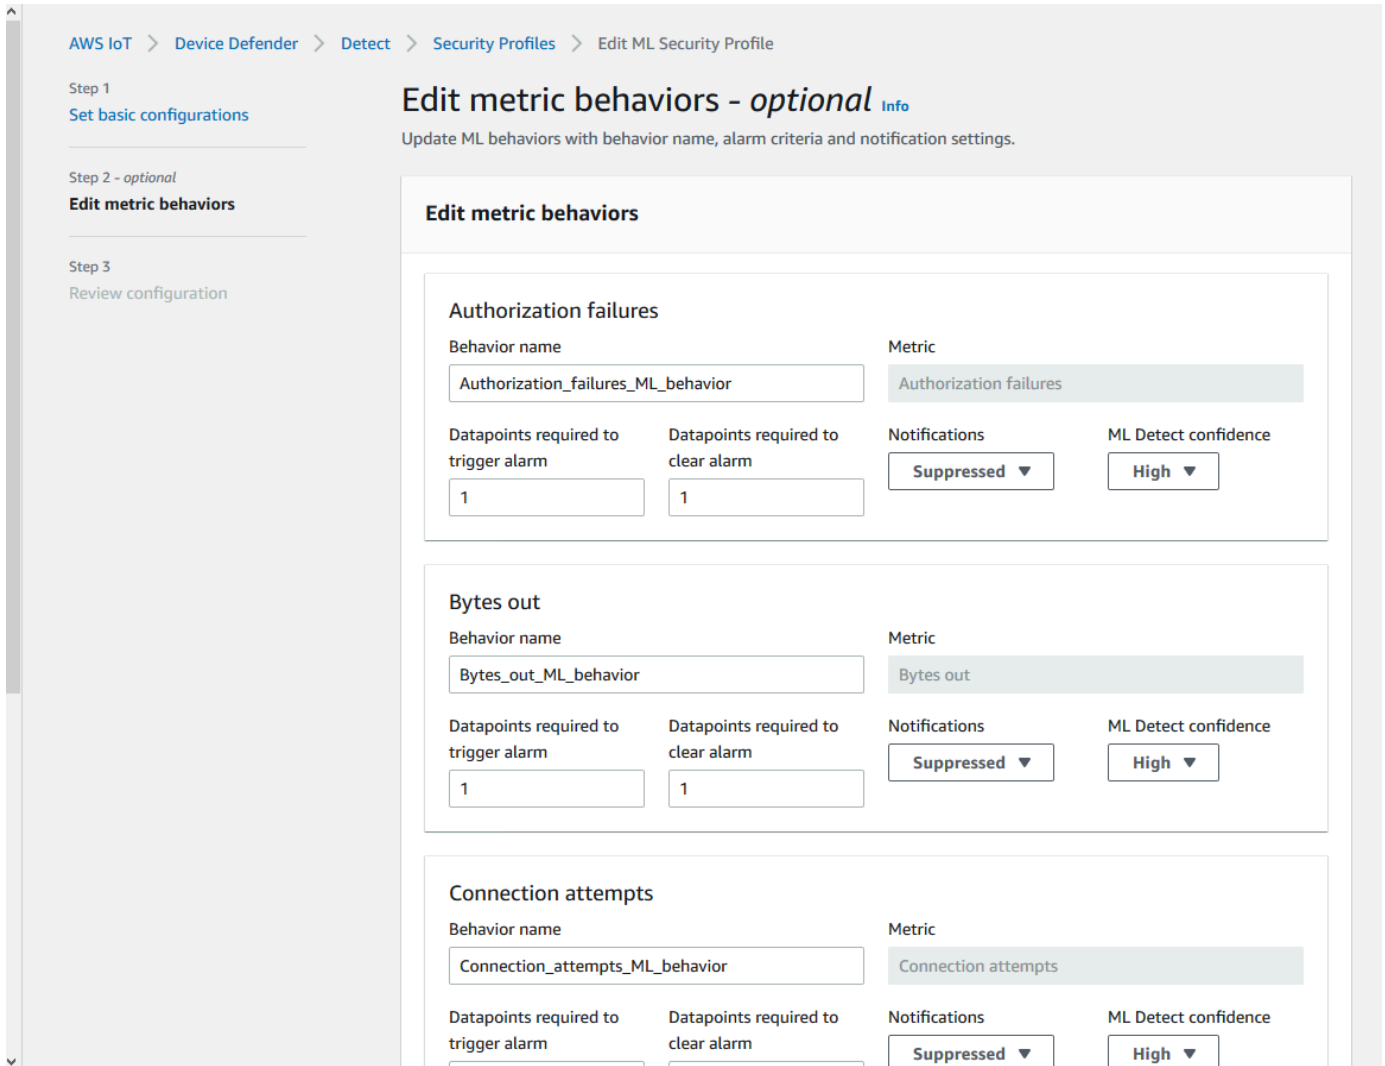 AWS IoT > Device Defender > Detect > Security Profiles > Edit ML Security Profile
Step 1
Set basic configurations
Step 2 - optional
Edit metric behaviors
Step 3
Review configuration
Edit metric behaviors - optional Info
Update ML behaviors with behavior name, alarm criteria and notification settings.
Edit metric behaviors
Authorization failures
Behavior name
Metric
Authorization_failures_ML_behavior
Authorization failures
Datapoints required to
trigger alarm
Datapoints required to
clear alarm
Notifications
ML Detect confidence
1
1
Suppressed
High
Bytes out
Behavior name
Metric
Bytes_out_ML_behavior
Bytes out
Datapoints required to
trigger alarm
Datapoints required to
clear alarm
Notifications
ML Detect confidence
1
1
Suppressed
High
Connection attempts
Behavior name
Metric
Connection_attempts_ML_behavior
Connection attempts
Datapoints required to
trigger alarm
Datapoints required to
clear alarm
Notifications
ML Detect confidence
Suppressed
High